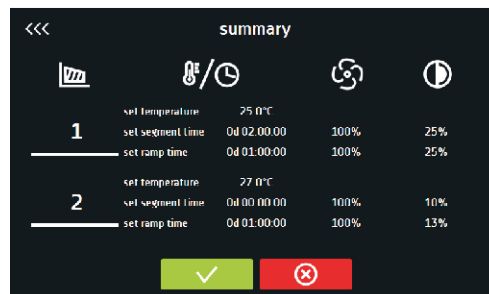 <<< summary
set temperature 25.0°C
1 set segment time 0d 02:00:00 100% 25%
set ramp time 0d 01:00:00 100% 25%
set temperature 27.0°C
2 set segment time 0d 00:00:00 100% 10%
set ramp time 0d 01:00:00 100% 13%